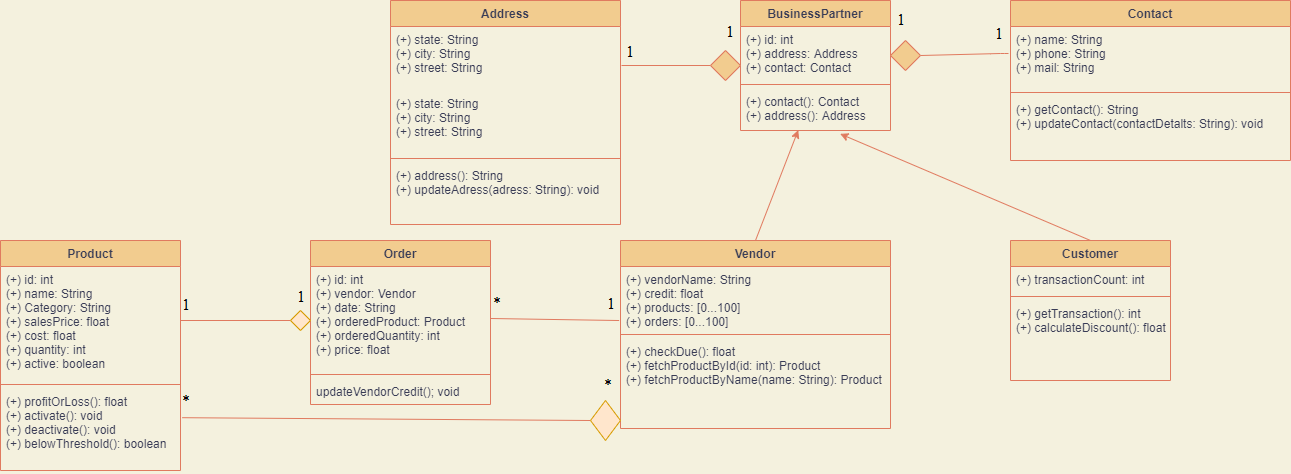 Address
(+) state: String
(+) city: String
(+) street: String
(+) state: String
(+) city: String
(+) street: String
(+) address(): String
(+) updateAdress(adress: String): void
1
1
BusinessPartner
(+) id: int
(+) address: Address
(+) contact: Contact
(+) contact(): Contact
(+) address(): Address
1
1
Contact
(+) name: String
(+) phone: String
(+) mail: String
(+) getContact(): String
(+) updateContact(contactDetalts: String): void
Product
(+) id: int
(+) name: String
(+) Category: String
(+) salesPrice: float
(+) cost: float
(+) quantity: int
(+) active: boolean
(+) profitOrLoss(): float
(+) activate(): void
(+) deactivate(): void
(+) belowThreshold(): boolean
1
1
*
Order
(+) id: int
(+) vendor: Vendor
(+) date: String
(+) orderedProduct: Product
(+) orderedQuantity: int
(+) price: float
updateVendorCredit(); void
*
1
*
Vendor
(+) vendorName: String
(+) credit: float
(+) products: [0...100]
(+) orders: [0...100]
(+) checkDue(): float
(+) fetchProductById(id: int): Product
(+) fetchProductByName(name: String): Product
Customer
(+) transactionCount: int
(+) getTransaction(): int
(+) calculateDiscount(): float